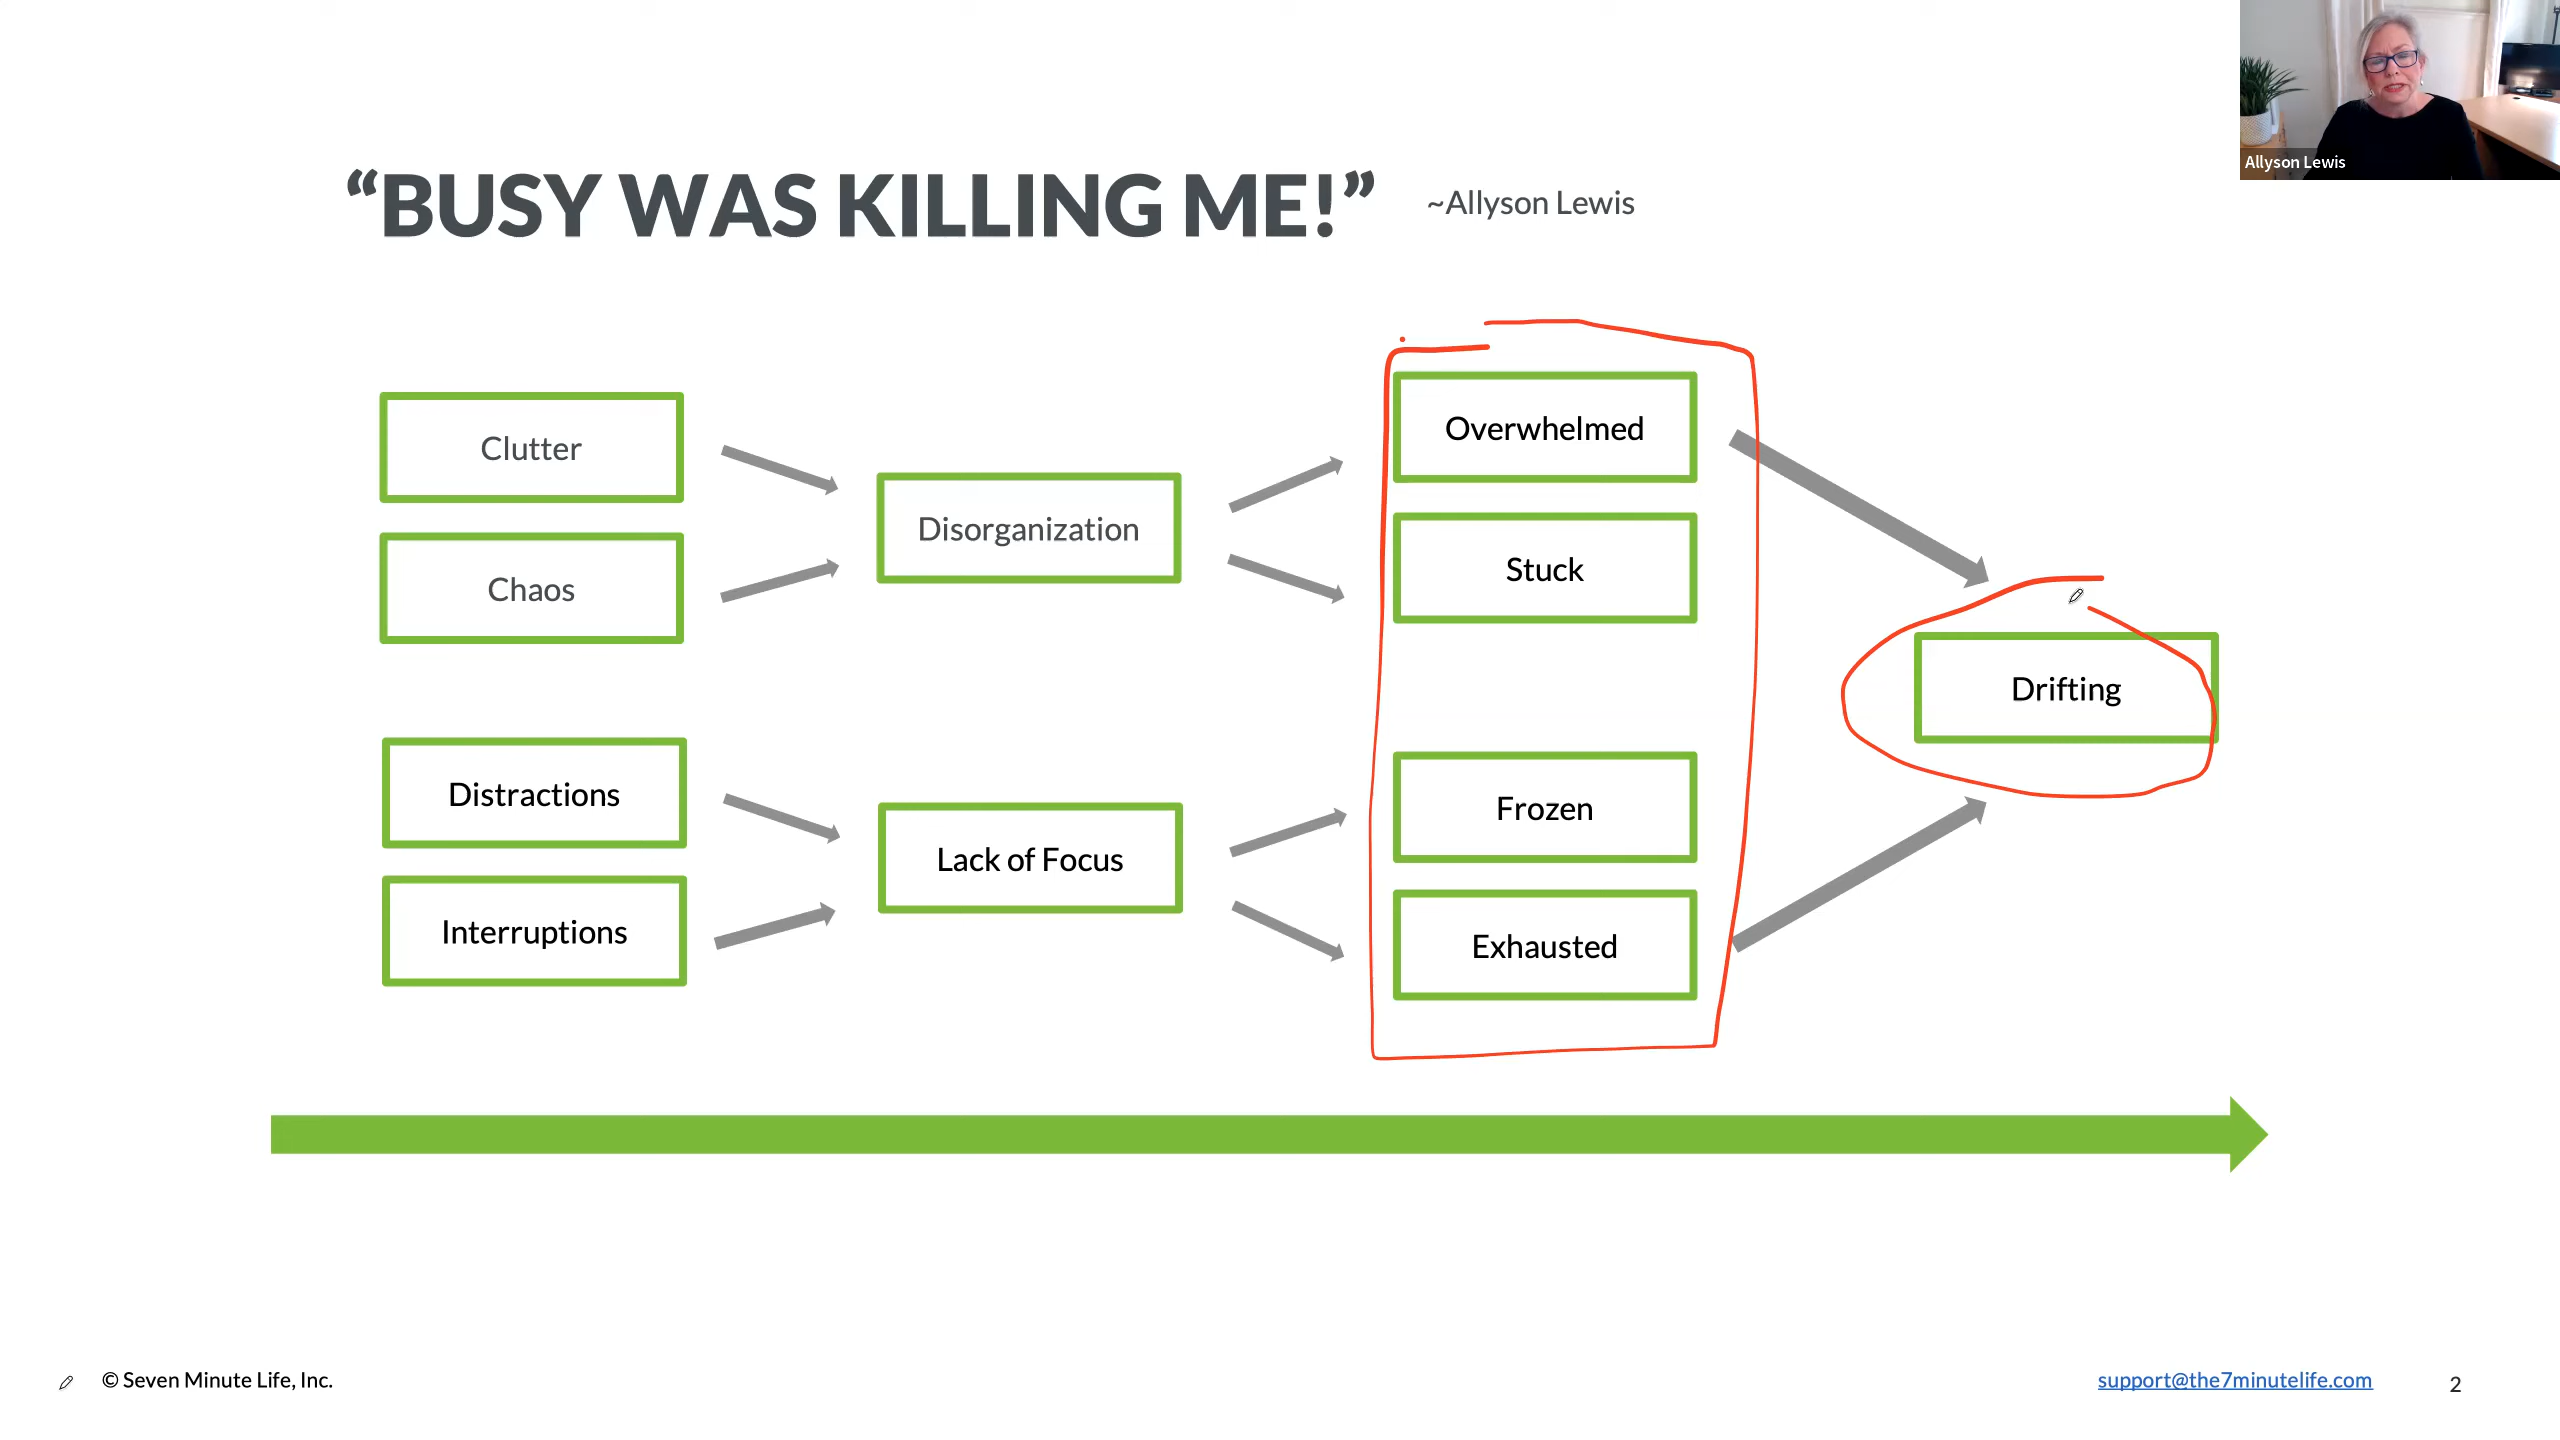 Allyson Lewis
“BUSY WAS KILLING ME!” ~Allyson Lewis
Clutter
Chaos
Disorganization
Overwhelmed
Stuck
Distractions
Interruptions
Lack of Focus
Frozen
Exhausted
Drifting
© Seven Minute Life, Inc.
support@the7minutelife.com
2